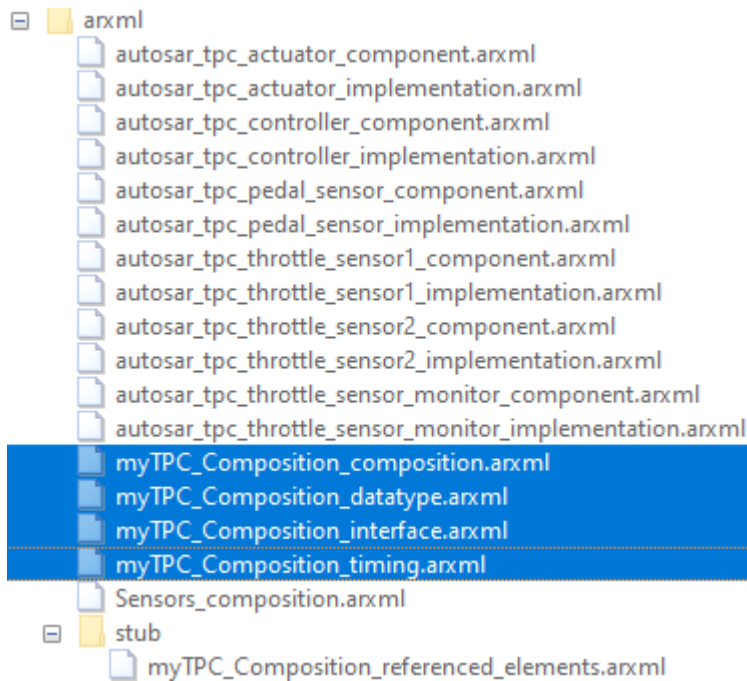 arxml
autosar_tpc_actuator_component.arxml
autosar_tpc_actuator_implementation.arxml
autosar_tpc_controller_component.arxml
autosar_tpc_controller_implementation.arxml
autosar_tpc_pedal_sensor_component.arxml
autosar_tpc_pedal_sensor_implementation.arxml
autosar_tpc_throttle_sensor1_component.arxml
autosar_tpc_throttle_sensor1_implementation.arxml
autosar_tpc_throttle_sensor2_component.arxml
autosar_tpc_throttle_sensor2_implementation.arxml
autosar_tpc_throttle_sensor_monitor_component.arxml
autosar_tpc_throttle_sensor_monitor_implementation.arxml
myTPC_Composition_composition.arxml
myTPC_Composition_datatype.arxml
myTPC_Composition_interface.arxml
myTPC_Composition_timing.arxml
Sensors_composition.arxml
stub
myTPC_Composition_referenced_elements.arxml